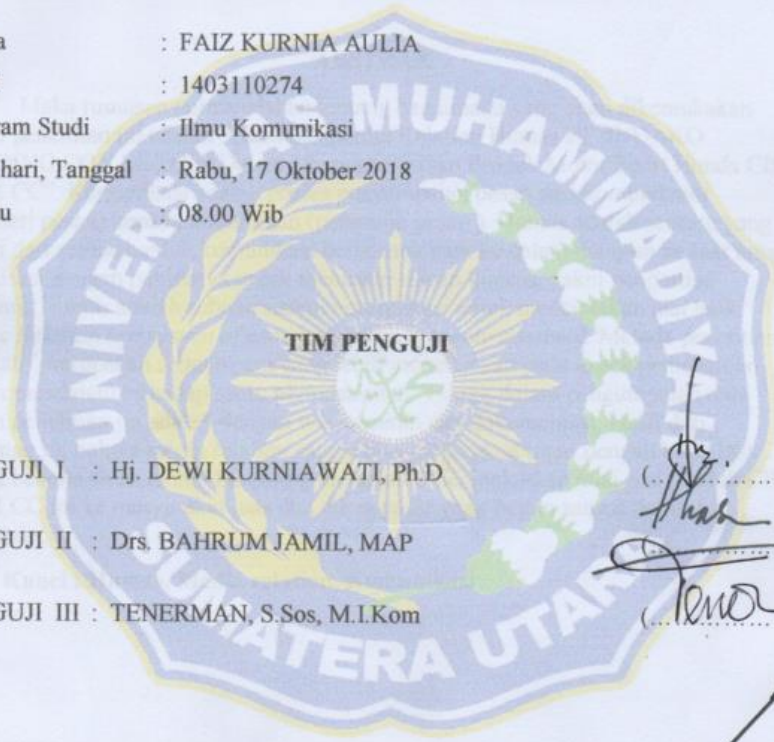 a : FAIZ KURNIA AULIA
: 1403110274
ram Studi : Ilmu Komunikasi
hari, Tanggal : Rabu, 17 Oktober 2018
u : 08.00 Wib
UNIVERSITAS MUHAMMADIYAH
TIM PENGUJI
محمدية
GUJI I : Hj. DEWI KURNIAWATI, Ph.D (...............
GUJI II : Drs. BAHRUM JAMIL, MAP (...............
GUJI III : TENERMAN, S.Sos, M.I.Kom (...............
SUMATERA UTARA